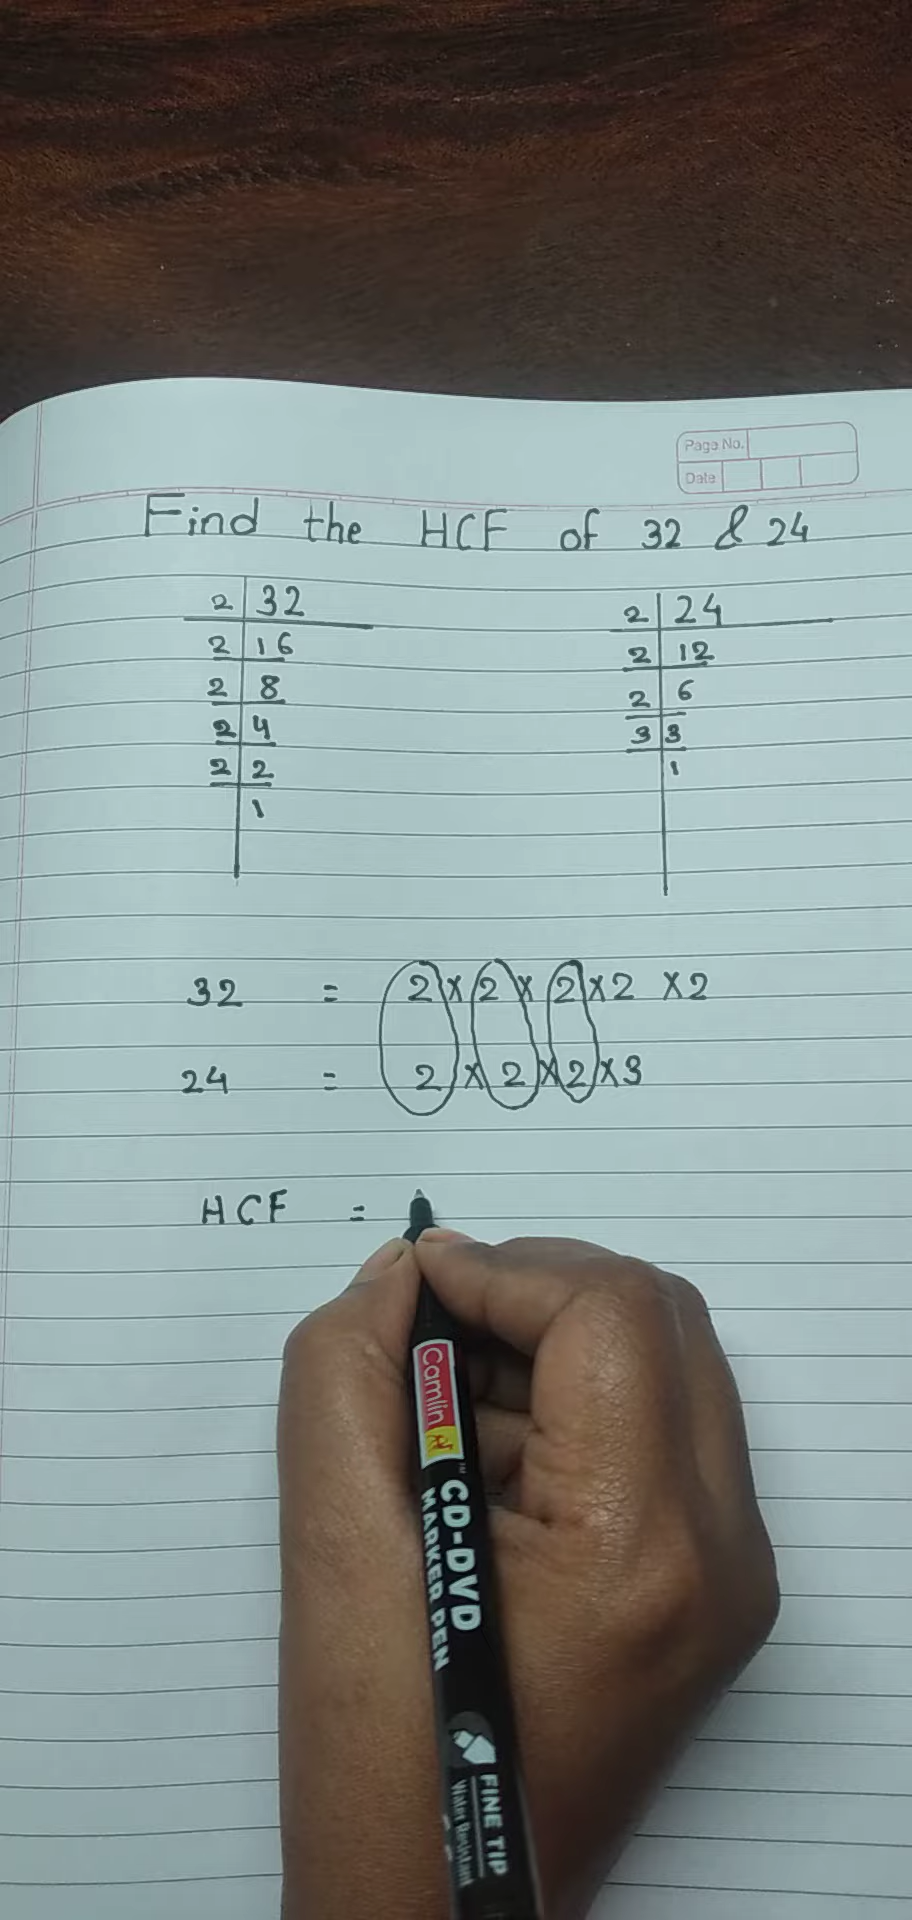 Page No.
Date
Find the HCF of 32 & 24
2 | 32
2 | 16
2 | 8
2 | 4
2 | 2
1
2 | 24
2 | 12
2 | 6
3 | 3
1
32 = 2 × 2 × 2 × 2 × 2
24 = 2 × 2 × 2 × 3
HCF =
Camlin
CD-DVD
MARKER PEN
FINE TIP
Water Resistant